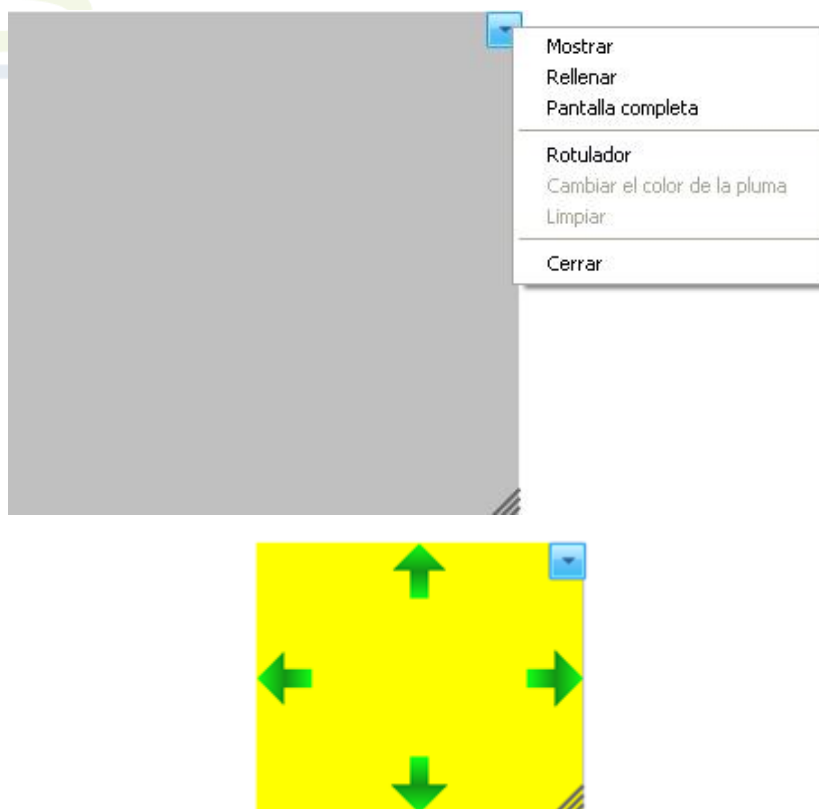 Mostrar
Rellenar
Pantalla completa
Rotulador
Cambiar el color de la pluma
Limpiar
Cerrar